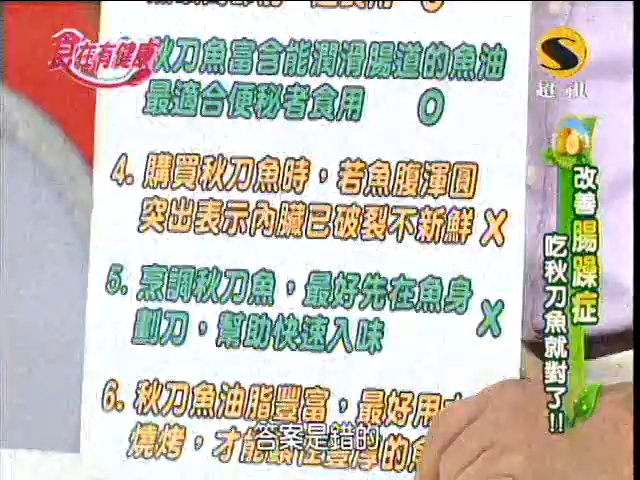 秋刀魚富含能潤滑腸道的魚油
最適合便秘者食用 O
4. 購買秋刀魚時，若魚腹渾圓
突出表示內臟已破裂不新鮮 X
5. 烹調秋刀魚，最好先在魚身
劃刀，幫助快速入味 X
6. 秋刀魚油脂豐富，最好用
燒烤，才能
答案是錯的
健康有在
超視
改善腸躁症
吃秋刀魚就對了!!